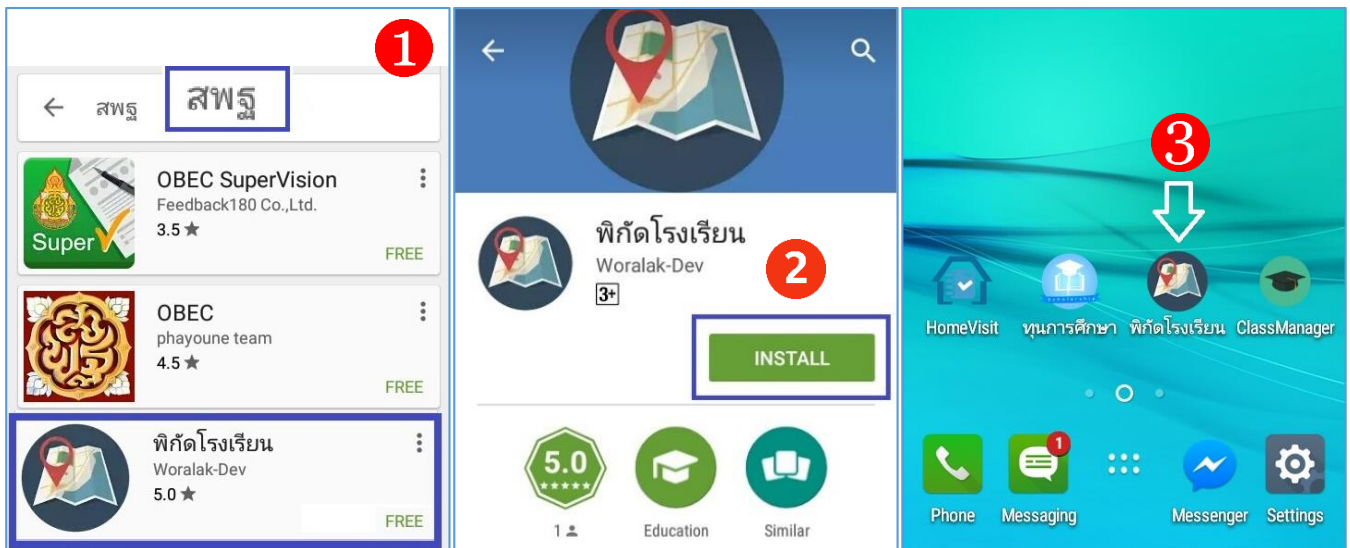 1
สพฐ
สพฐ
OBEC SuperVision
Feedback180 Co.,Ltd.
3.5 ★
FREE
Super
OBEC
phayoune team
4.5 ★
FREE
พิกัดโรงเรียน
Woralak-Dev
5.0 ★
FREE
พิกัดโรงเรียน
Woralak-Dev
3+
2
INSTALL
5.0
★★★★★
1
Education
Similar
3
HomeVisit
ทุนการศึกษา
พิกัดโรงเรียน
ClassManager
1
Phone
Messaging
Messenger
Settings